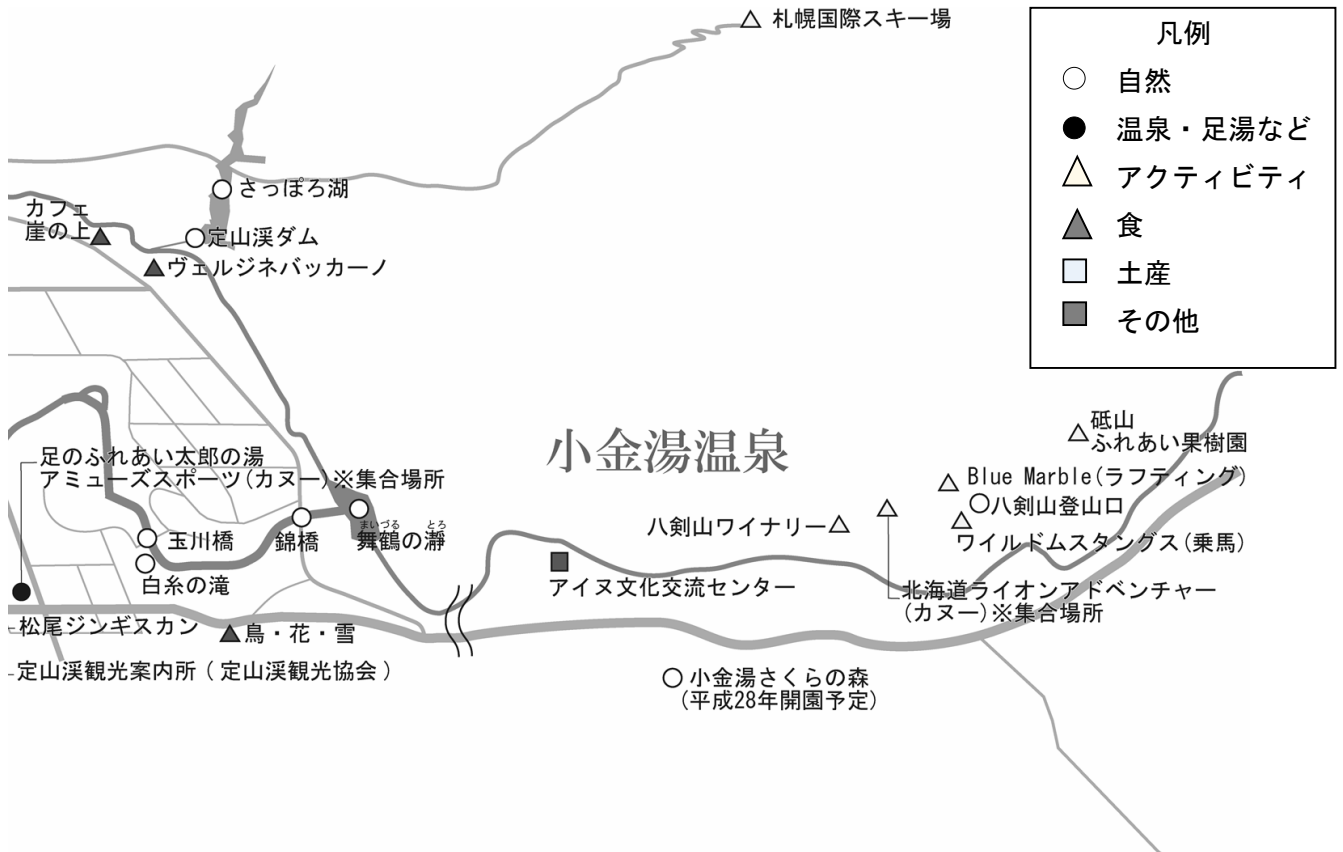 札幌国際スキー場
凡例
自然
温泉・足湯など
アクティビティ
食
土産
その他
さっぽろ湖
カフェ
崖の上
定山渓ダム
ヴェルジネバッカーノ
小金湯温泉
砥山
ふれあい果樹園
足のふれあい太郎の湯
アミューズスポーツ(カヌー)※集合場所
Blue Marble(ラフティング)
八剣山登山口
八剣山ワイナリー
ワイルドムスタングス(乗馬)
まいづる とろ
舞鶴の瀞
錦橋
玉川橋
白糸の滝
アイヌ文化交流センター
北海道ライオンアドベンチャー
(カヌー)※集合場所
松尾ジンギスカン
鳥・花・雪
定山渓観光案内所(定山渓観光協会)
小金湯さくらの森
(平成28年開園予定)